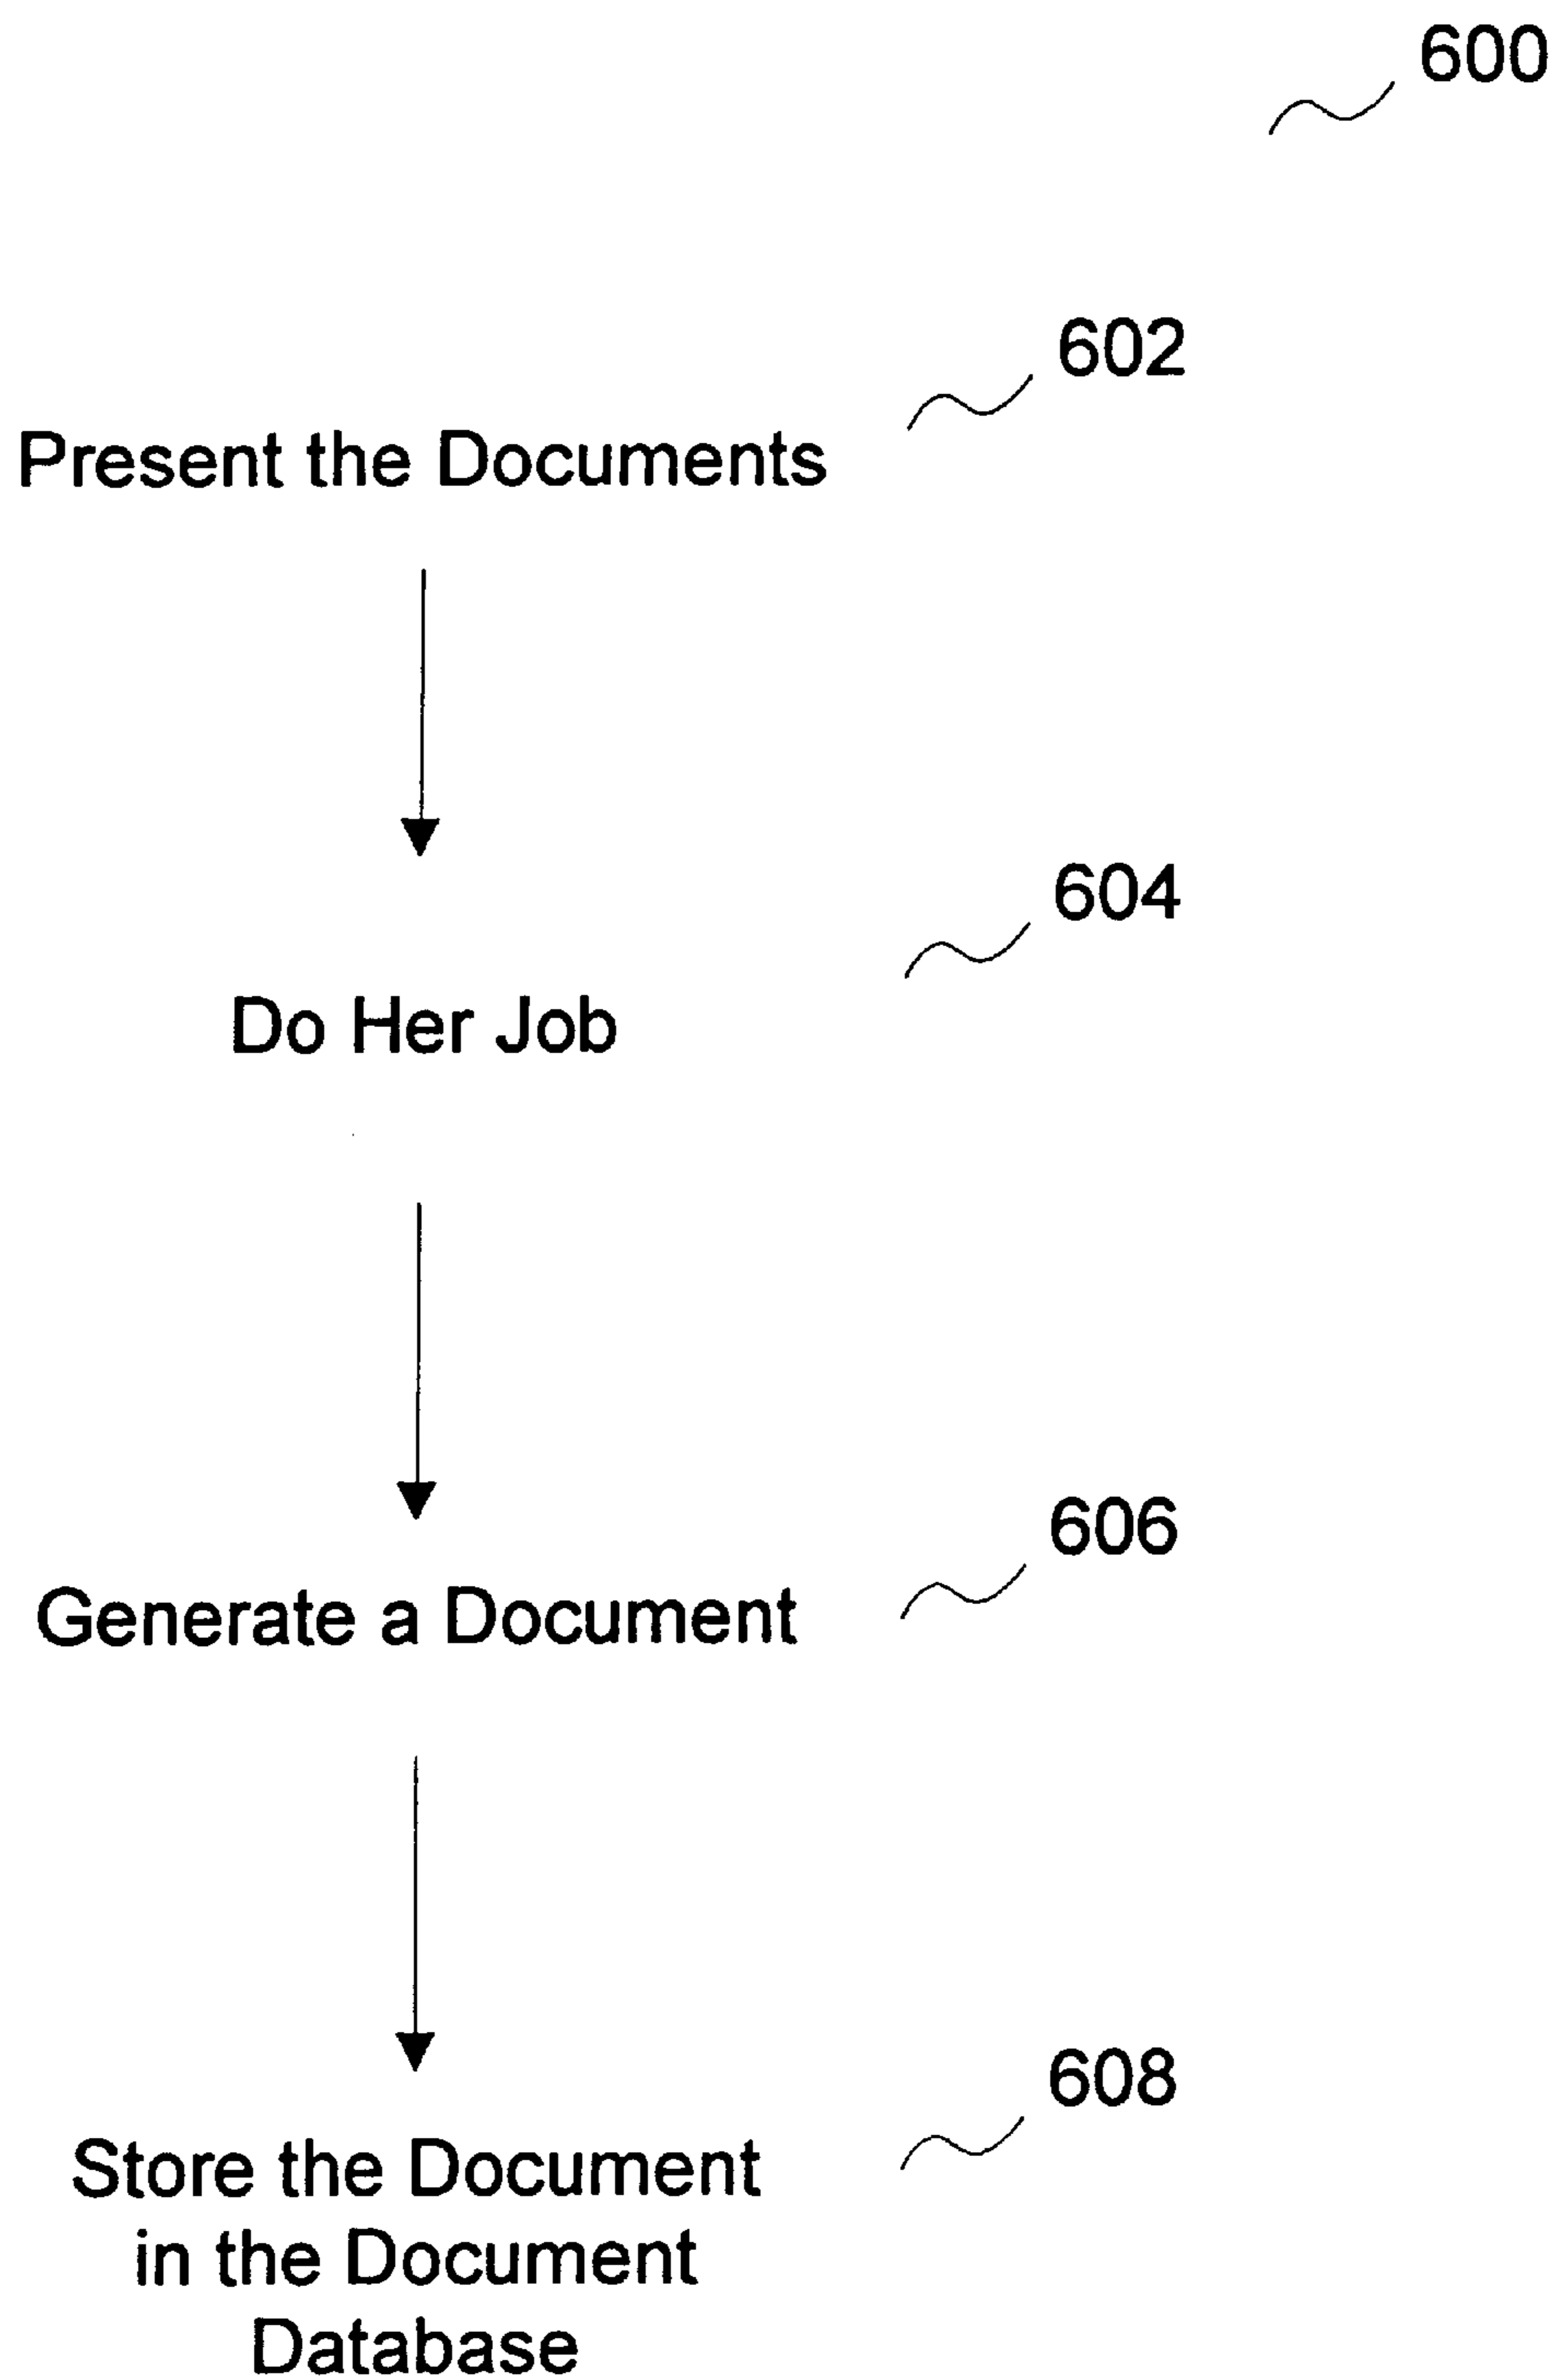 600
602
Present the Documents
604
Do Her Job
606
Generate a Document
608
Store the Document
in the Document
Database